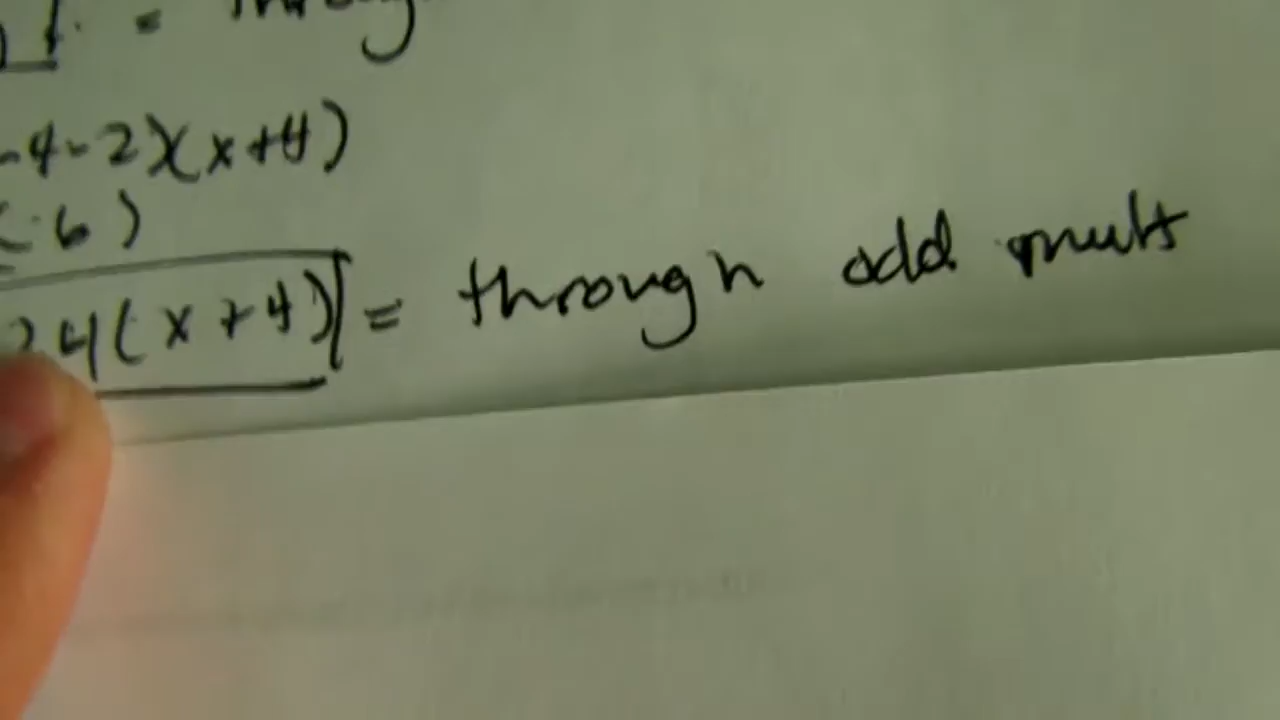 = through
-4-2)(x+4)
(-6)
24(x+4) = through odd mult